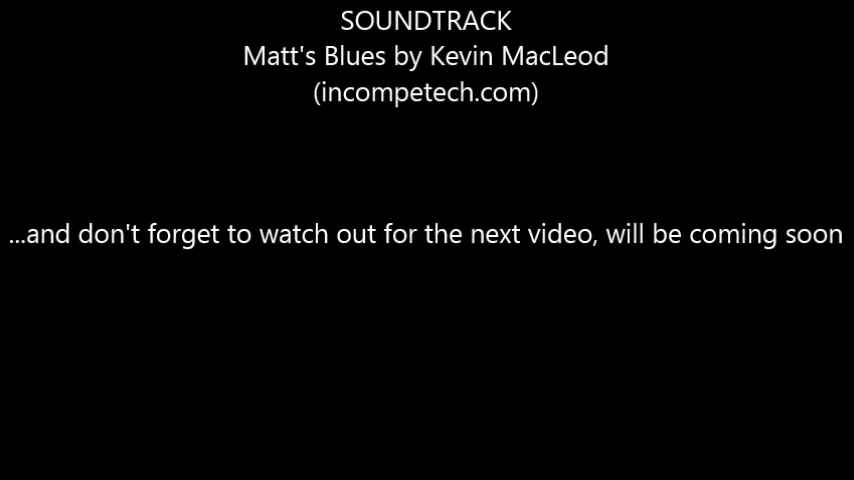 SOUNDTRACK
Matt's Blues by Kevin MacLeod
(incompetech.com)
...and don't forget to watch out for the next video, will be coming soon